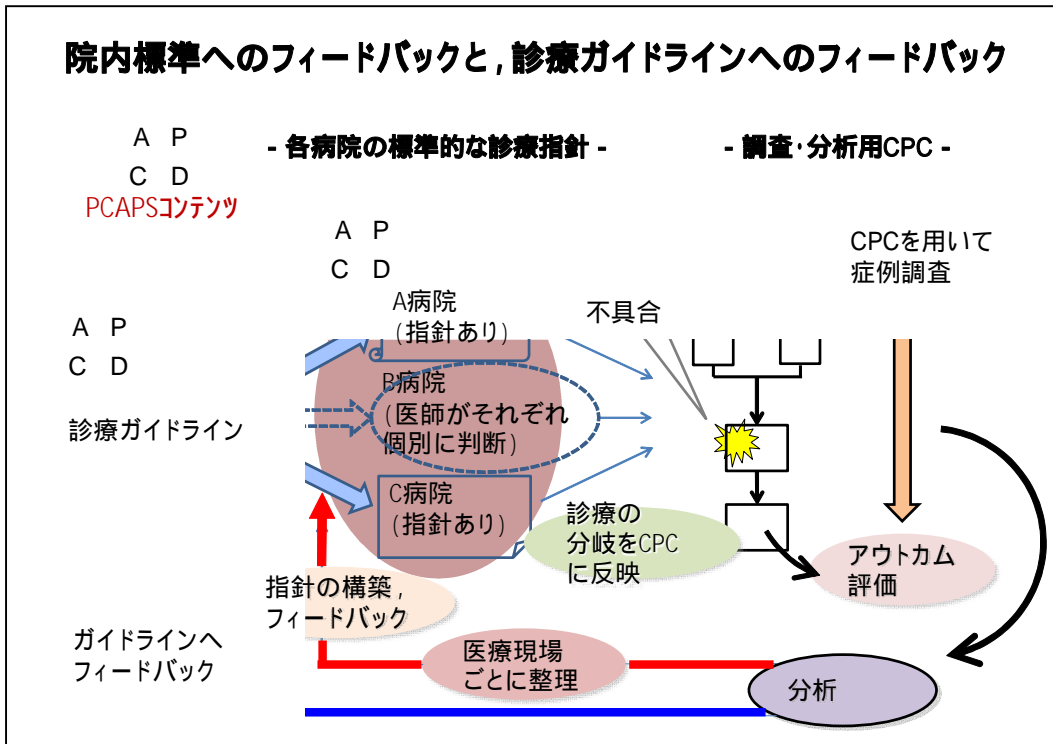 院内標準へのフィードバックと,診療ガイドラインへのフィードバック
A P
C D
PCAPSコンテンツ
- 各病院の標準的な診療指針 -
- 調査・分析用CPC -
A P
C D
CPCを用いて
症例調査
A P
C D
A病院
(指針あり)
不具合
B病院
(医師がそれぞれ
個別に判断)
診療ガイドライン
C病院
(指針あり)
診療の
分岐をCPC
に反映
アウトカム
評価
指針の構築,
フィードバック
ガイドラインへ
フィードバック
医療現場
ごとに整理
分析